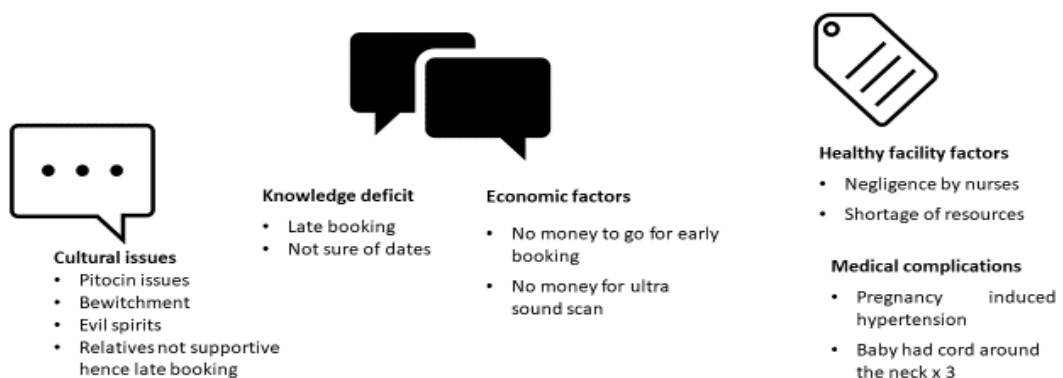 Cultural issues
• Pitocin issues
• Bewitchment
• Evil spirits
• Relatives not supportive
hence late booking
Knowledge deficit
• Late booking
• Not sure of dates
Economic factors
• No money to go for early
booking
• No money for ultra
sound scan
Healthy facility factors
• Negligence by nurses
• Shortage of resources
Medical complications
• Pregnancy induced
hypertension
• Baby had cord around
the neck x 3